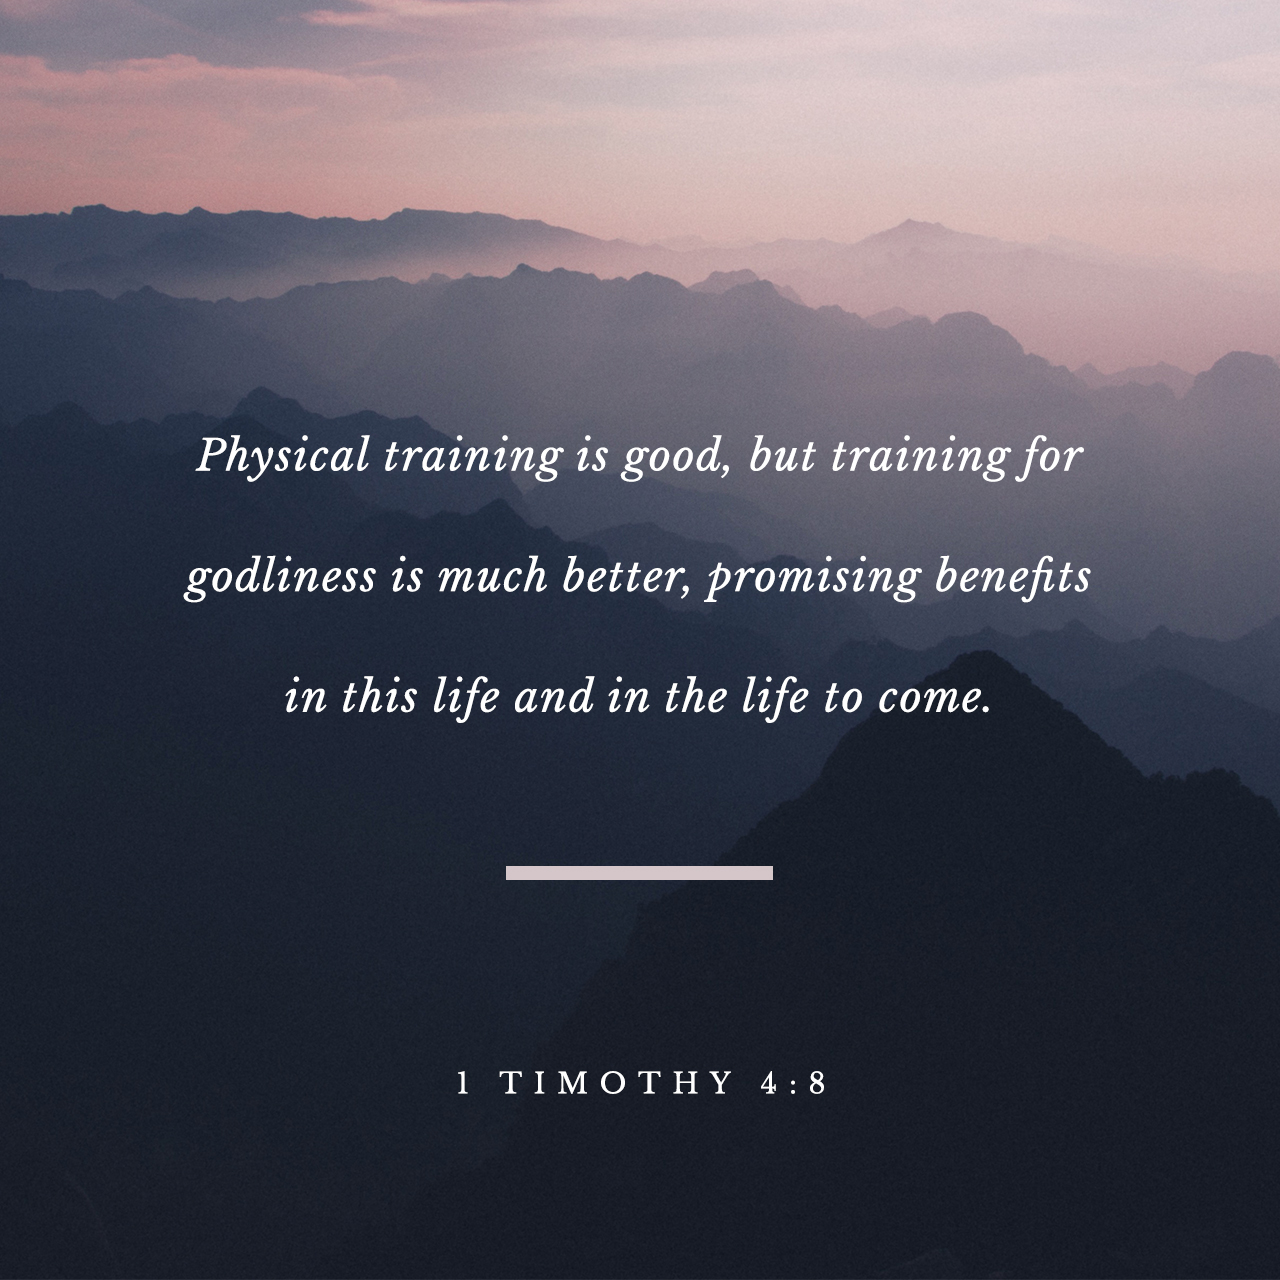 Physical training is good, but training for
godliness is much better, promising benefits
in this life and in the life to come.
1 TIMOTHY 4:8